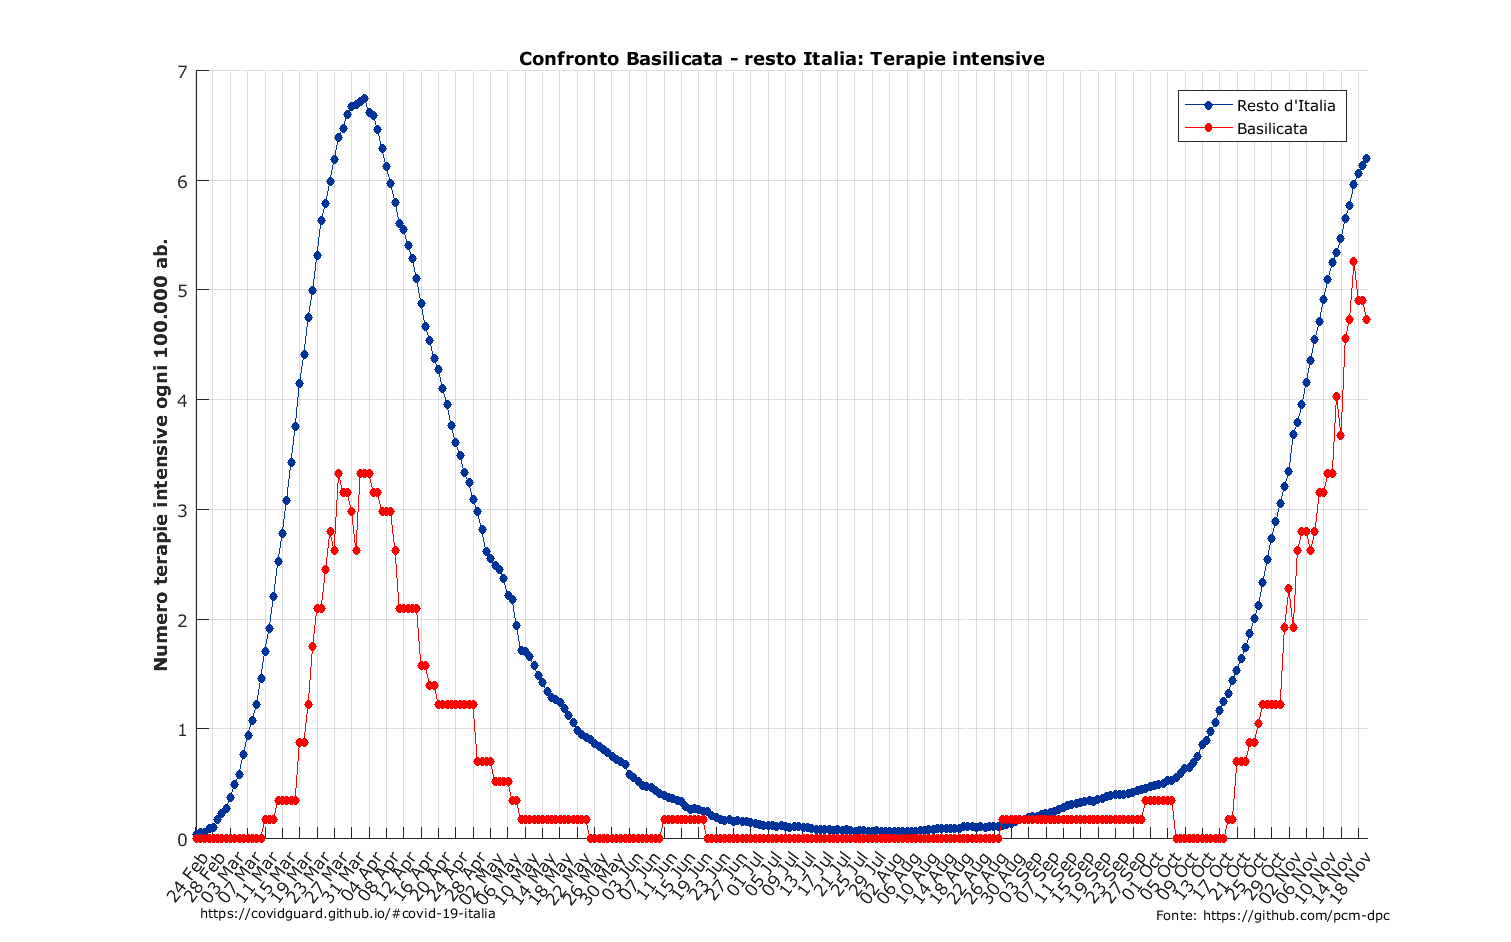 Confronto Basilicata - resto Italia: Terapie intensive
Resto d'Italia
Basilicata
Numero terapie intensive ogni 100.000 ab.
7
6
5
4
3
2
1
0
24 Feb
28 Feb
03 Mar
07 Mar
11 Mar
15 Mar
19 Mar
23 Mar
27 Mar
31 Mar
04 Apr
08 Apr
12 Apr
16 Apr
20 Apr
24 Apr
28 Apr
02 May
06 May
10 May
14 May
18 May
22 May
26 May
30 May
03 Jun
07 Jun
11 Jun
15 Jun
19 Jun
23 Jun
27 Jun
01 Jul
05 Jul
09 Jul
13 Jul
17 Jul
21 Jul
25 Jul
29 Jul
02 Aug
06 Aug
10 Aug
14 Aug
18 Aug
22 Aug
26 Aug
30 Aug
03 Sep
07 Sep
11 Sep
15 Sep
19 Sep
23 Sep
27 Sep
01 Oct
05 Oct
09 Oct
13 Oct
17 Oct
21 Oct
25 Oct
29 Oct
02 Nov
06 Nov
10 Nov
14 Nov
18 Nov
https://covidguard.github.io/#covid-19-italia
Fonte: https://github.com/pcm-dpc